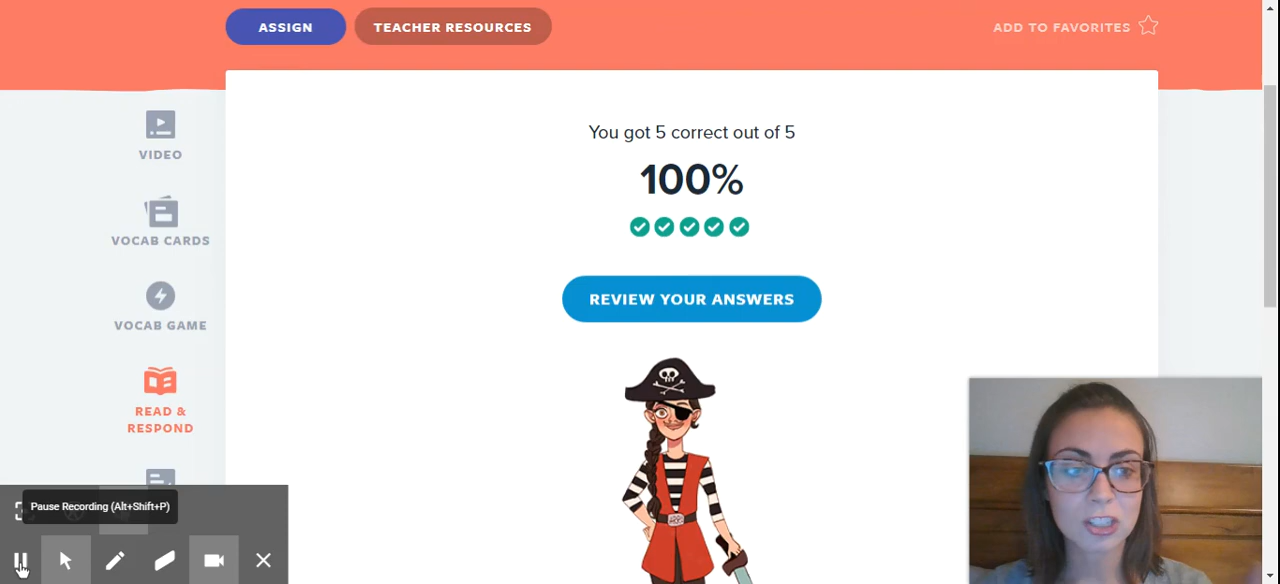 ASSIGN
TEACHER RESOURCES
ADD TO FAVORITES
You got 5 correct out of 5
100%
REVIEW YOUR ANSWERS
VIDEO
VOCAB CARDS
VOCAB GAME
READ &
RESPOND
Pause Recording (Alt+Shift+P)